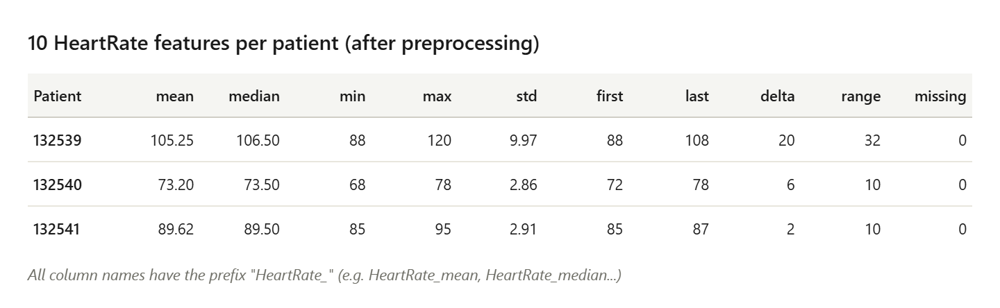 10 HeartRate features per patient (after preprocessing)
Patient mean median min max std first last delta range missing
132539 105.25 106.50 88 120 9.97 88 108 20 32 0
132540 73.20 73.50 68 78 2.86 72 78 6 10 0
132541 89.62 89.50 85 95 2.91 85 87 2 10 0
All column names have the prefix "HeartRate_" (e.g. HeartRate_mean, HeartRate_median...)